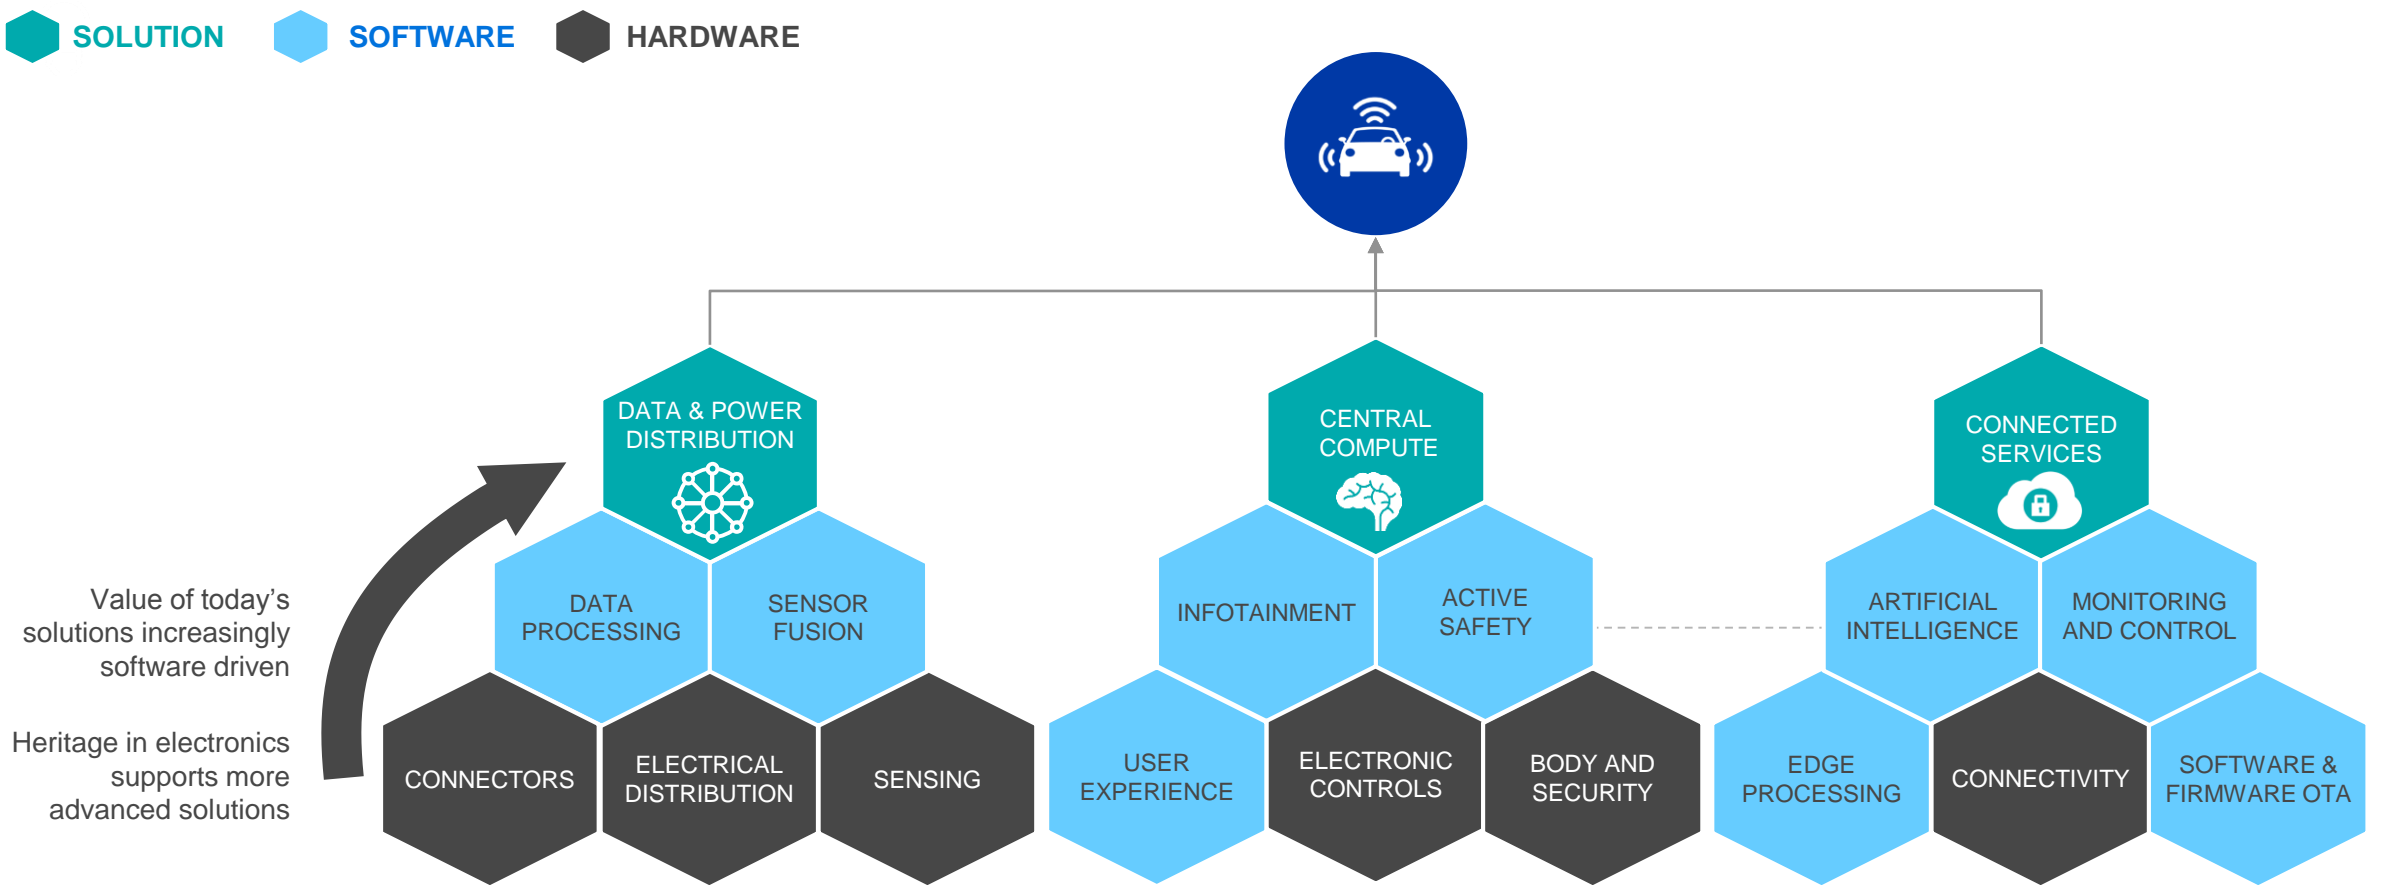 SOLUTION
SOFTWARE
HARDWARE
DATA & POWER
DISTRIBUTION
CENTRAL
COMPUTE
CONNECTED
SERVICES
Value of today’s
solutions increasingly
software driven
DATA
PROCESSING
SENSOR
FUSION
INFOTAINMENT
ACTIVE
SAFETY
ARTIFICIAL
INTELLIGENCE
MONITORING
AND CONTROL
Heritage in electronics
supports more
advanced solutions
CONNECTORS
ELECTRICAL
DISTRIBUTION
SENSING
USER
EXPERIENCE
ELECTRONIC
CONTROLS
BODY AND
SECURITY
EDGE
PROCESSING
CONNECTIVITY
SOFTWARE &
FIRMWARE OTA